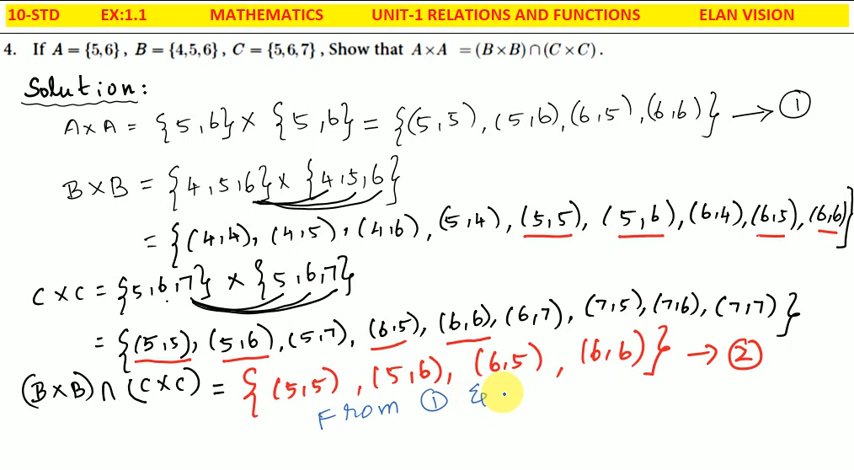 10-STD EX:1.1 MATHEMATICS UNIT-1 RELATIONS AND FUNCTIONS ELAN VISION
4. If A = {5,6}, B = {4,5,6}, C = {5,6,7}, Show that A×A = (B×B)∩(C×C).
Solution:
A×A = {5,6} × {5,6} = {(5,5), (5,6), (6,5), (6,6)} → ①
B×B = {4,5,6} × {4,5,6}
= {(4,4), (4,5), (4,6), (5,4), (5,5), (5,6), (6,4), (6,5), (6,6)}
C×C = {5,6,7} × {5,6,7}
= {(5,5), (5,6), (5,7), (6,5), (6,6), (6,7), (7,5), (7,6), (7,7)}
(B×B)∩(C×C) = {(5,5), (5,6), (6,5), (6,6)} → ②
From ① &